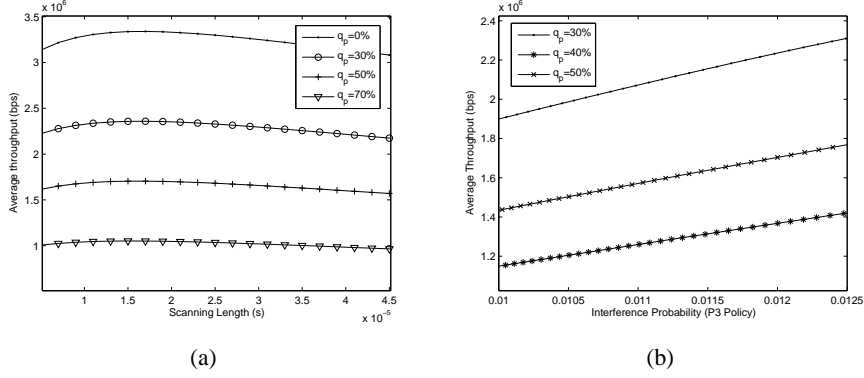 x 10^6
4
3.5
3
2.5
2
1.5
1
Average throughput (bps)
q_p=0%
q_p=30%
q_p=50%
q_p=70%
1 1.5 2 2.5 3 3.5 4 4.5
Scanning Length (s)
x 10^−5
(a)
x 10^6
2.4
2.2
2
1.8
1.6
1.4
1.2
Average Throughput (bps)
q_p=30%
q_p=40%
q_p=50%
0.01 0.0105 0.011 0.0115 0.012 0.0125
Interference Probability (P3 Policy)
(b)